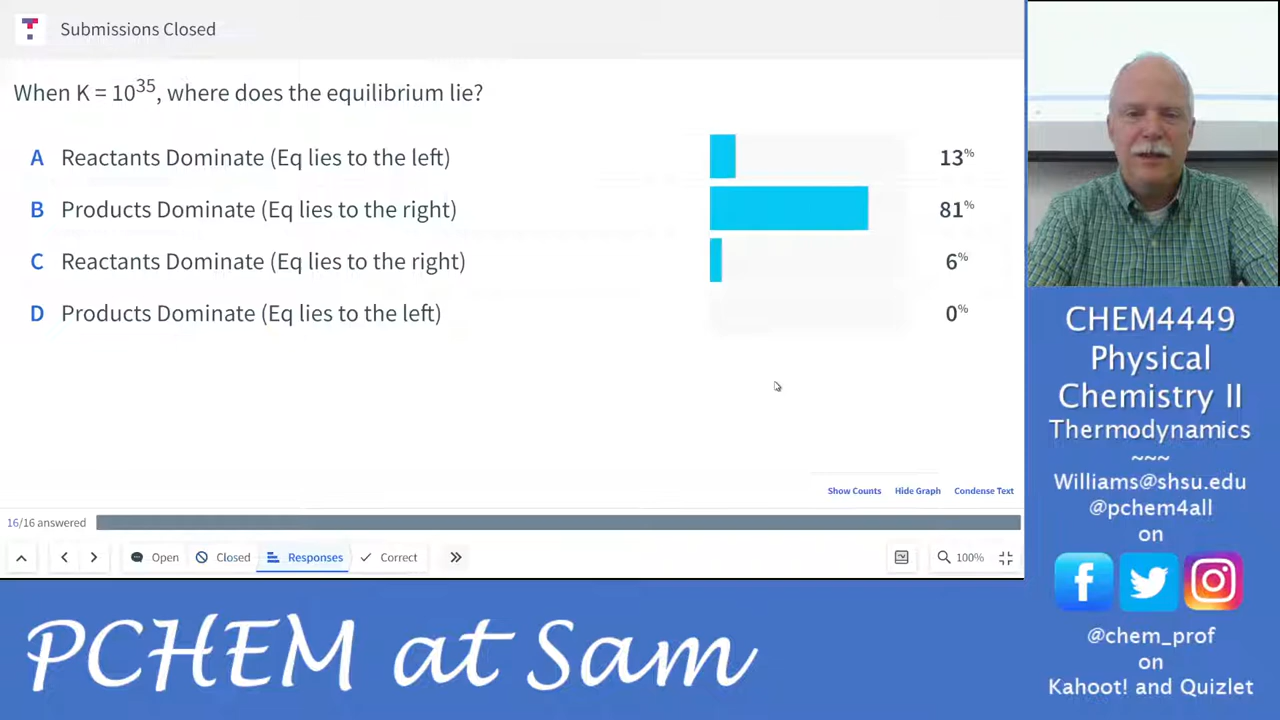 Submissions Closed
When K = 10³⁵, where does the equilibrium lie?
A Reactants Dominate (Eq lies to the left) 13%
B Products Dominate (Eq lies to the right) 81%
C Reactants Dominate (Eq lies to the right) 6%
D Products Dominate (Eq lies to the left) 0%
Show Counts Hide Graph Condense Text
16/16 answered
Open Closed Responses Correct 100%
CHEM4449
Physical
Chemistry II
Thermodynamics
~~~
Williams@shsu.edu
@pchem4all
on
@chem_prof
on
Kahoot! and Quizlet
PCHEM at Sam